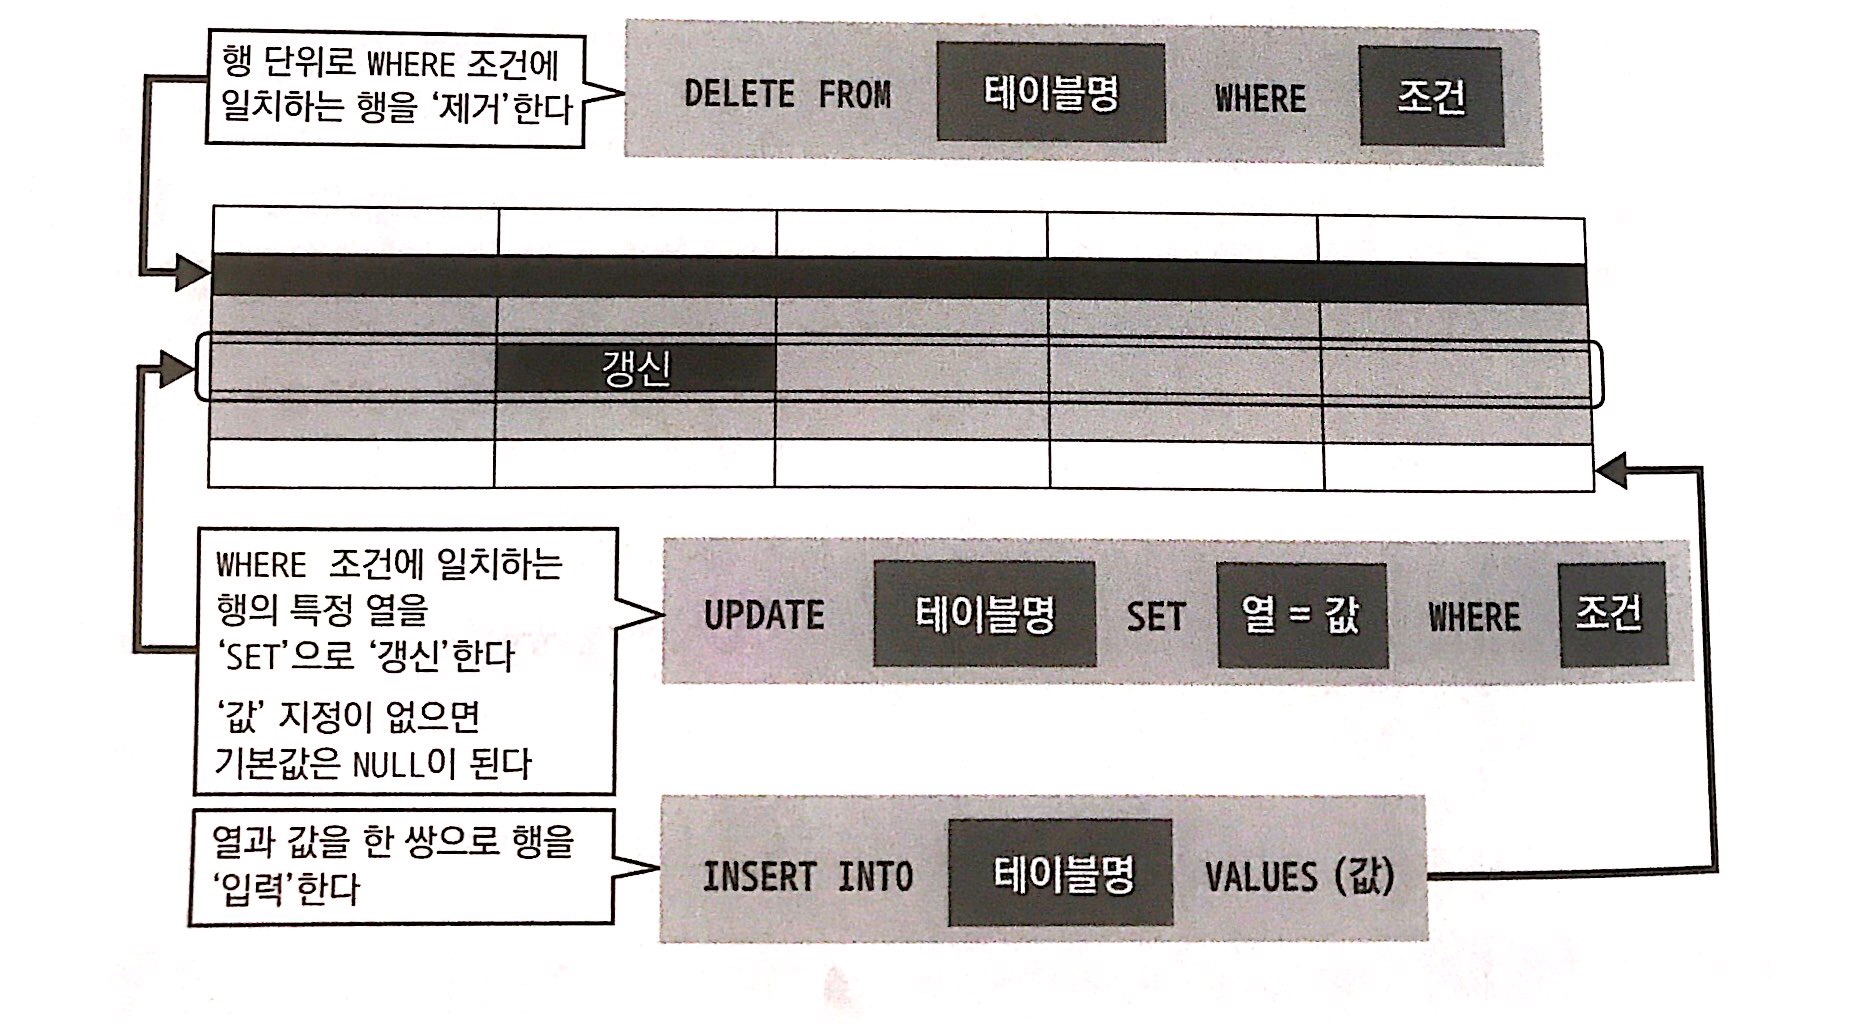 행 단위로 WHERE 조건에
일치하는 행을 ‘제거’한다
DELETE FROM 테이블명 WHERE 조건
갱신
WHERE 조건에 일치하는
행의 특정 열을
‘SET’으로 ‘갱신’한다
‘값’ 지정이 없으면
기본값은 NULL이 된다
UPDATE 테이블명 SET 열 = 값 WHERE 조건
열과 값을 한 쌍으로 행을
‘입력’한다
INSERT INTO 테이블명 VALUES (값)